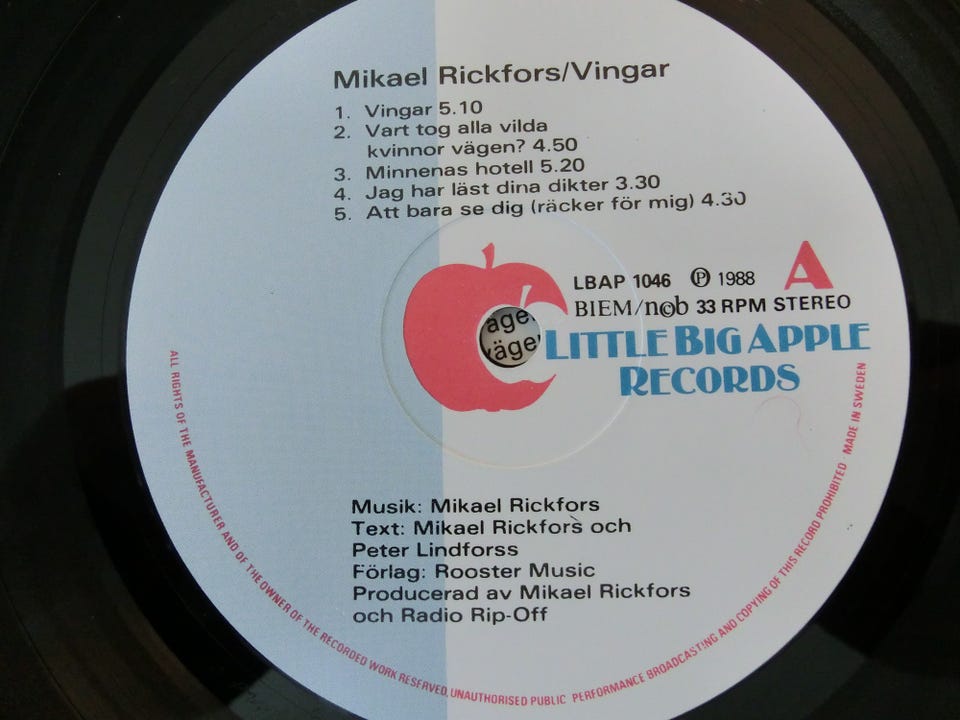 Mikael Rickfors/Vingar
1. Vingar 5.10
2. Vart tog alla vilda
kvinnor vägen? 4.50
3. Minnenas hotell 5.20
4. Jag har läst dina dikter 3.30
5. Att bara se dig (räcker för mig) 4.30
A
LBAP 1046 ℗ 1988
BIEM/n©b 33 RPM STEREO
LITTLE BIG APPLE
RECORDS
Musik: Mikael Rickfors
Text: Mikael Rickfors och
Peter Lindforss
Förlag: Rooster Music
Producerad av Mikael Rickfors
och Radio Rip-Off
ALL RIGHTS OF THE MANUFACTURER AND OF THE OWNER OF THE RECORDED WORK RESERVED, UNAUTHORISED PUBLIC PERFORMANCE BROADCASTING AND COPYING OF THIS RECORD PROHIBITED MADE IN SWEDEN